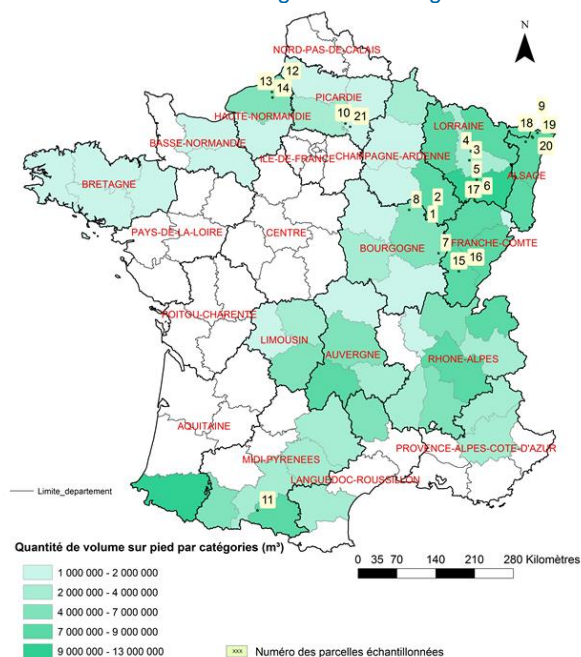 NORD-PAS-DE-CALAIS
N
12
13
14
PICARDIE
HAUTE-NORMANDIE
10 21
9
18 19
20
LORRAINE
4
3
5
BASSE-NORMANDIE
ILE-DE-FRANCE
CHAMPAGNE-ARDENNE
ALSACE
17 6
BRETAGNE
8 2
1
PAYS-DE-LA-LOIRE
CENTRE
BOURGOGNE
7
FRANCHE-COMTE
15 16
POITOU-CHARENTE
LIMOUSIN
AUVERGNE
RHONE-ALPES
AQUITAINE
MIDI-PYRENEES
PROVENCE-ALPES-COTE-D'AZUR
LANGUEDOC-ROUSSILLON
11
Limite_departement
Quantité de volume sur pied par catégories (m³)
1 000 000 - 2 000 000
2 000 000 - 4 000 000
4 000 000 - 7 000 000
7 000 000 - 9 000 000
9 000 000 - 13 000 000
0 35 70 140 210 280 Kilomètres
xxx Numéro des parcelles échantillonnées